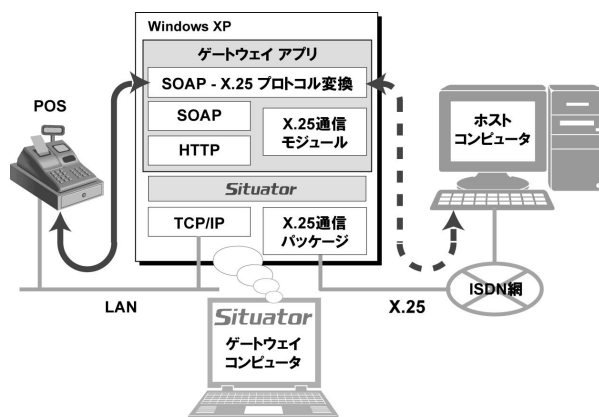 Windows XP
ゲートウェイ アプリ
SOAP - X.25 プロトコル変換
SOAP
HTTP
X.25通信
モジュール
Situator
TCP/IP
X.25通信
パッケージ
POS
ホスト
コンピュータ
LAN
X.25
ISDN網
Situator
ゲートウェイ
コンピュータ